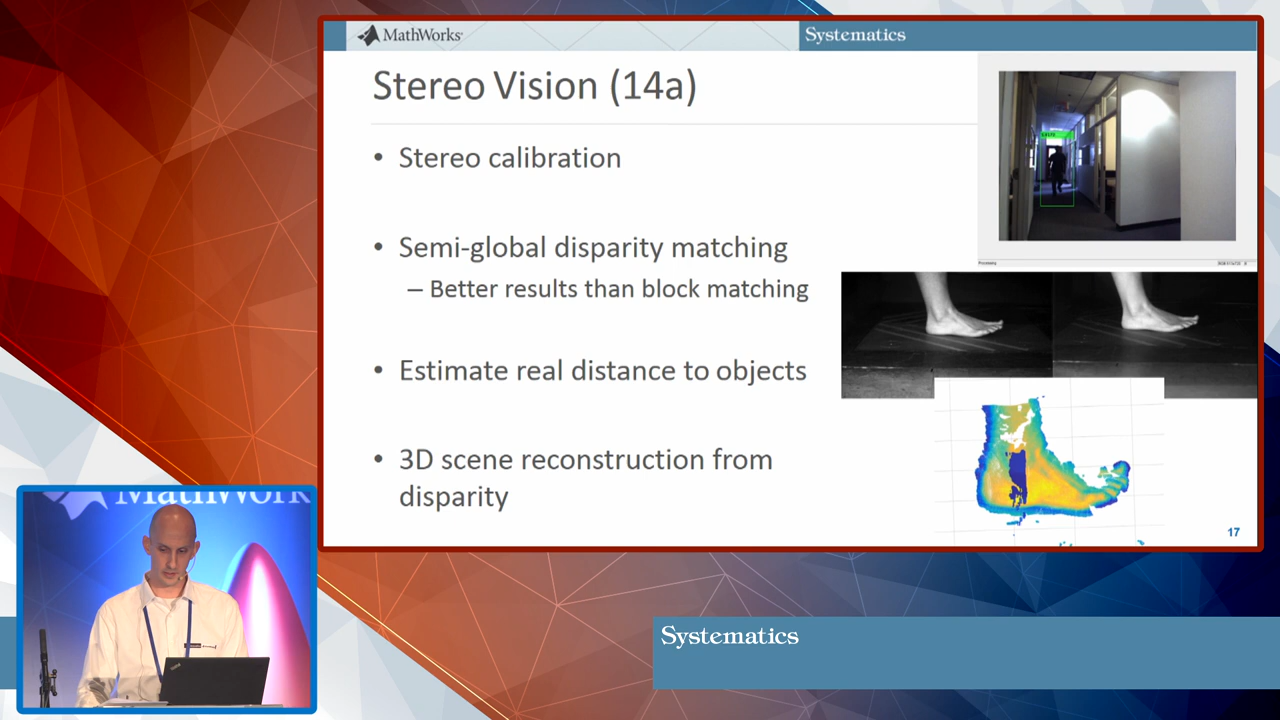 MathWorks
Systematics
Stereo Vision (14a)
• Stereo calibration
• Semi-global disparity matching
– Better results than block matching
• Estimate real distance to objects
• 3D scene reconstruction from
disparity
17
MathWork
Systematics